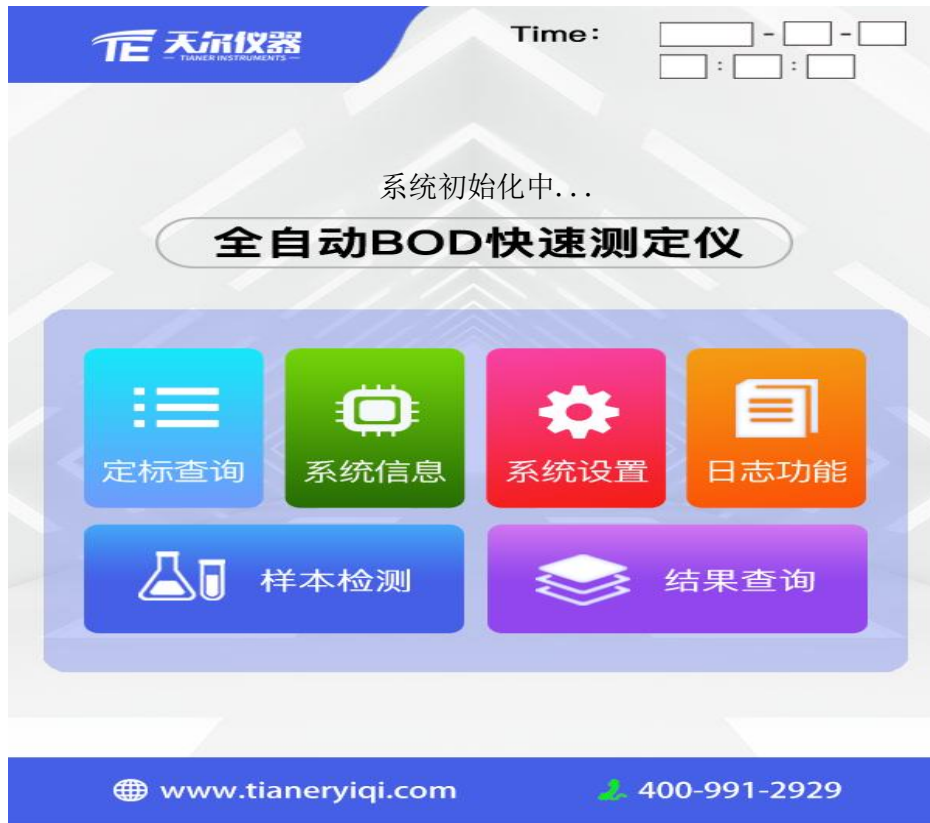 TE 天尔仪器
— TIANER INSTRUMENTS —
Time:
- -
: :
系统初始化中...
全自动BOD快速测定仪
定标查询 系统信息 系统设置 日志功能
样本检测 结果查询
www.tianeryiqi.com 400-991-2929